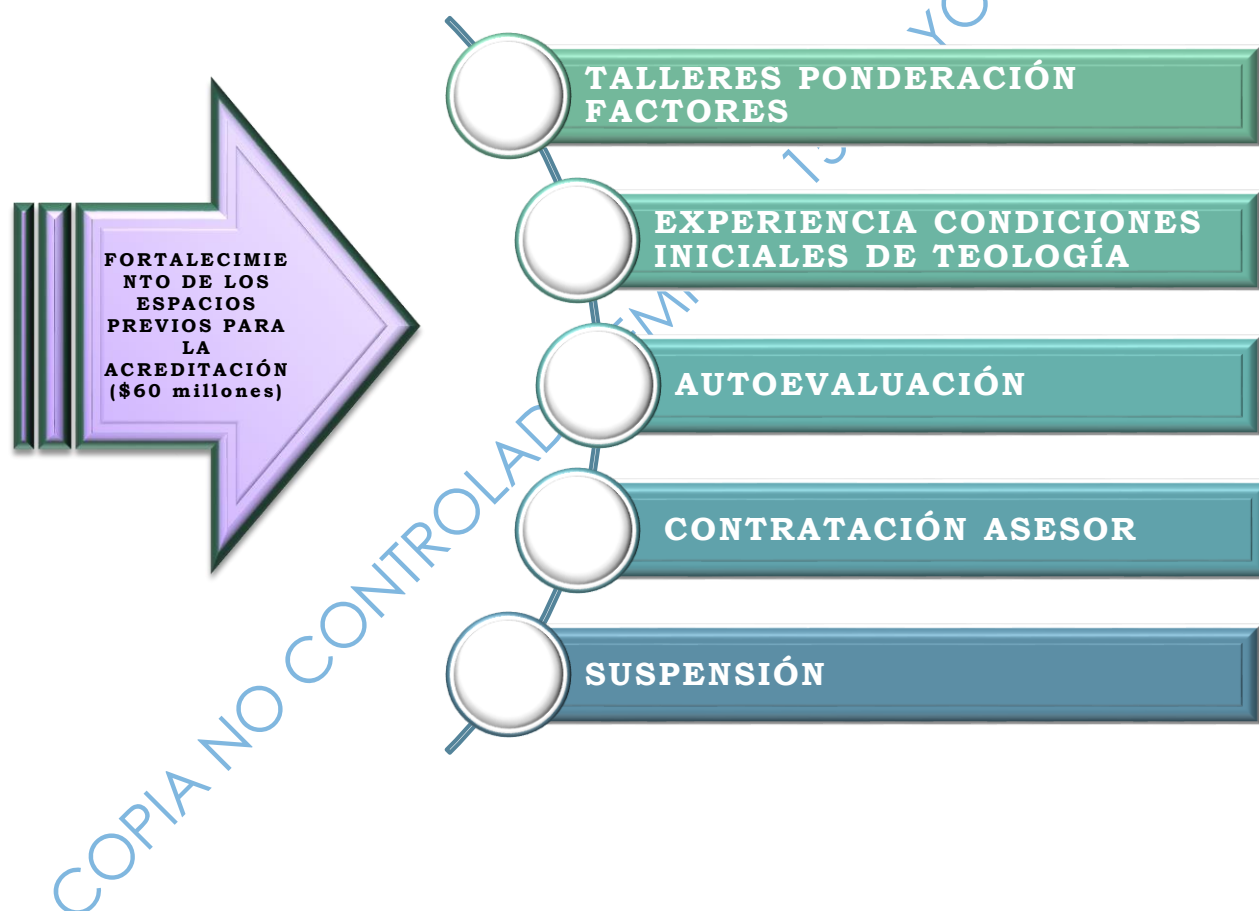 FORTALECIMIE
NTO DE LOS
ESPACIOS
PREVIOS PARA
LA
ACREDITACIÓN
($60 millones)
TALLERES PONDERACIÓN
FACTORES
EXPERIENCIA CONDICIONES
INICIALES DE TEOLOGÍA
AUTOEVALUACIÓN
CONTRATACIÓN ASESOR
SUSPENSIÓN
COPIA NO